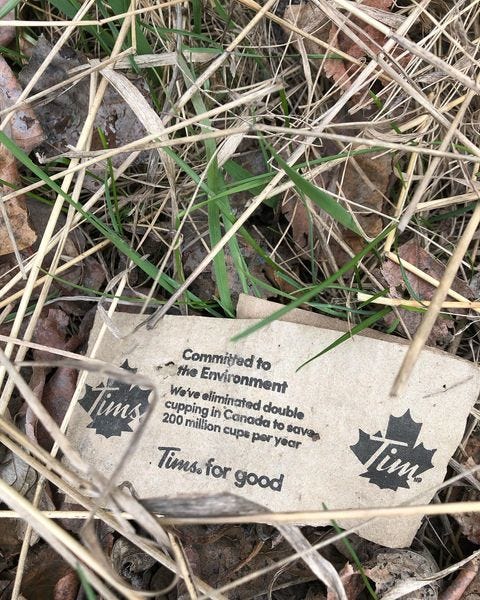 Committed to
the Environment
We've eliminated double
cupping in Canada to save
200 million cups per year
Tims. for good
Tims
Tim